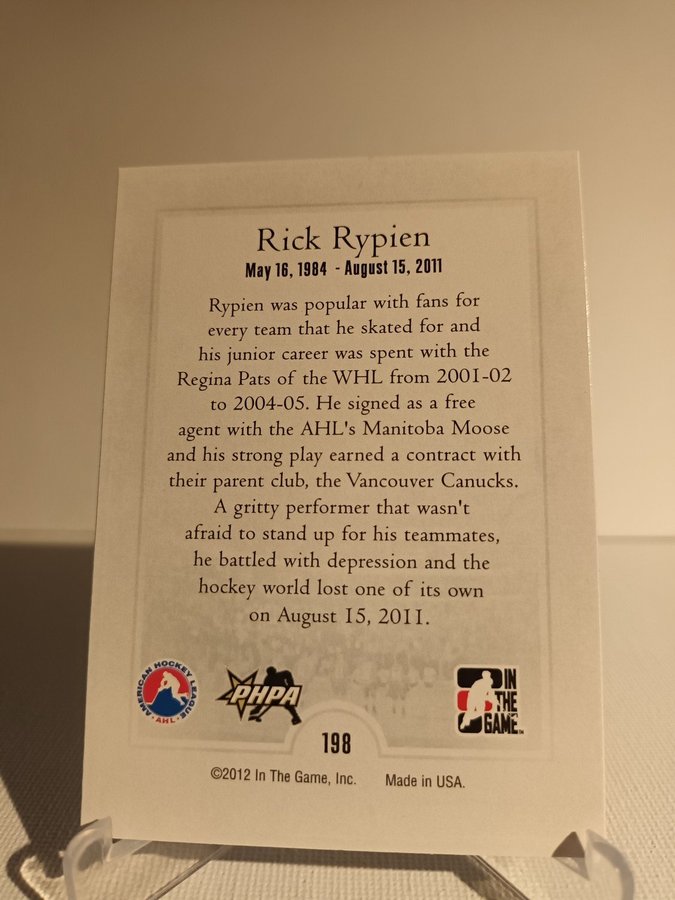 Rick Rypien
May 16, 1984 - August 15, 2011
Rypien was popular with fans for
every team that he skated for and
his junior career was spent with the
Regina Pats of the WHL from 2001-02
to 2004-05. He signed as a free
agent with the AHL's Manitoba Moose
and his strong play earned a contract with
their parent club, the Vancouver Canucks.
A gritty performer that wasn't
afraid to stand up for his teammates,
he battled with depression and the
hockey world lost one of its own
on August 15, 2011.
AMERICAN HOCKEY LEAGUE
• AHL •
PHPA
IN
THE
GAME™
198
©2012 In The Game, Inc. Made in USA.